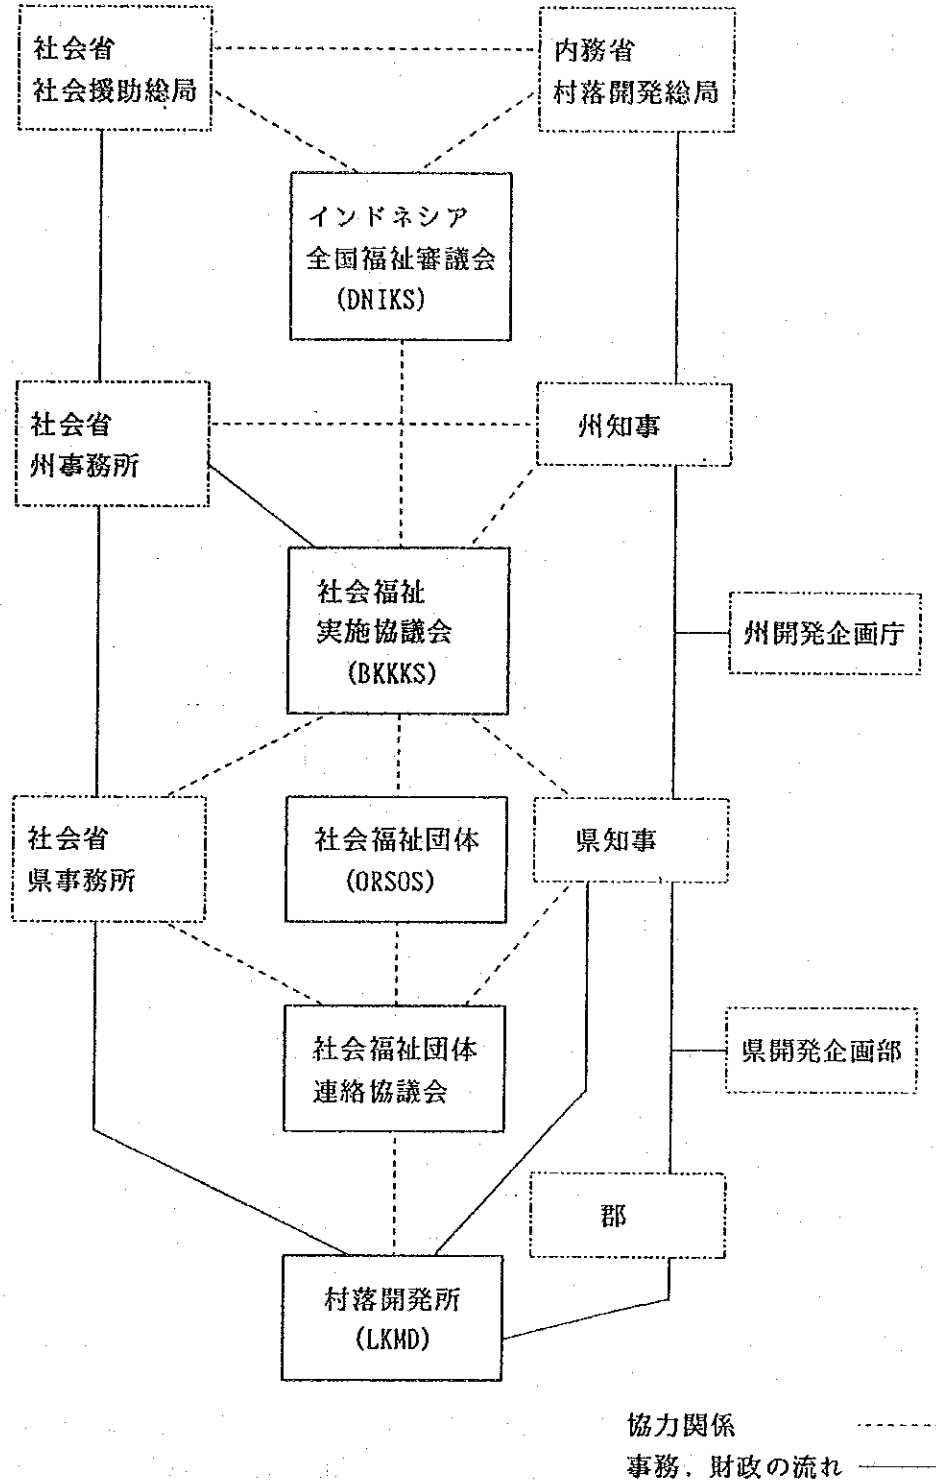 社会省
社会援助総局
内務省
村落開発総局
インドネシア
全国福祉審議会
(DNIKS)
社会省
州事務所
州知事
社会福祉
実施協議会
(BKKKS)
州開発企画庁
社会省
県事務所
社会福祉団体
(ORSOS)
県知事
社会福祉団体
連絡協議会
県開発企画部
郡
村落開発所
(LKMD)
協力関係
事務．財政の流れ